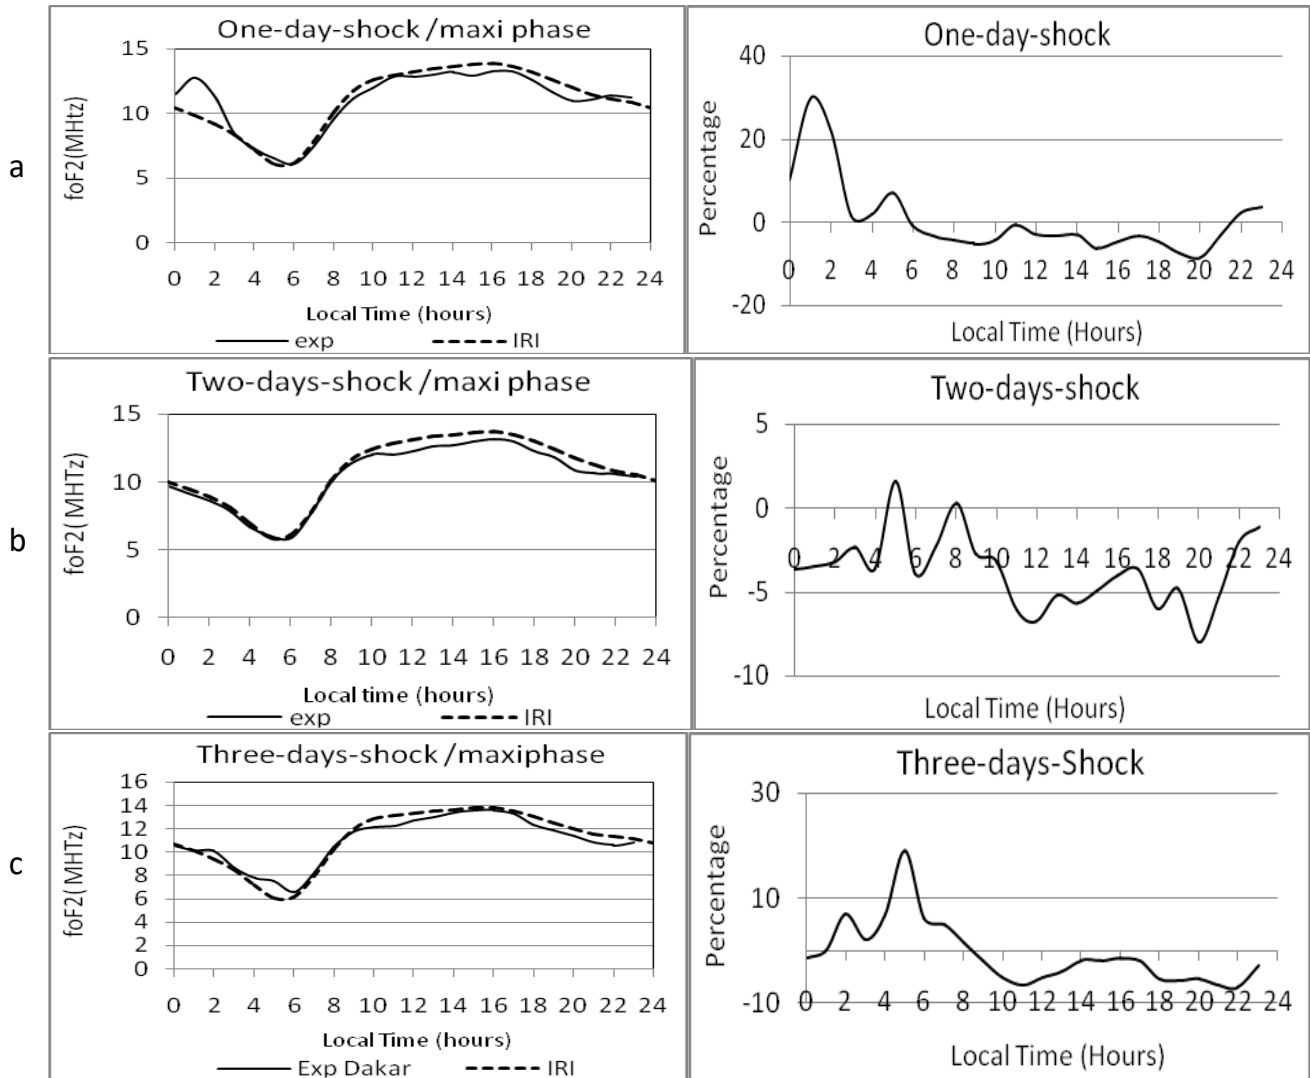 a
One-day-shock /maxi phase
foF2(MHtz)
15
10
5
0
0 2 4 6 8 10 12 14 16 18 20 22 24
Local Time (hours)
exp IRI
One-day-shock
Percentage
40
20
0
-20
0 2 4 6 8 10 12 14 16 18 20 22 24
Local Time (Hours)
b
Two-days-shock /maxi phase
foF2( MHTz)
15
10
5
0
0 2 4 6 8 10 12 14 16 18 20 22 24
Local time (hours)
exp IRI
Two-days-shock
Percentage
5
0
-5
-10
0 2 4 6 8 10 12 14 16 18 20 22 24
Local Time (Hours)
c
Three-days-shock /maxiphase
foF2( MHTz)
16
14
12
10
8
6
4
2
0
0 2 4 6 8 10 12 14 16 18 20 22 24
Local Time (hours)
Exp Dakar IRI
Three-days-Shock
Percentage
30
10
-10
0 2 4 6 8 10 12 14 16 18 20 22 24
Local Time (Hours)